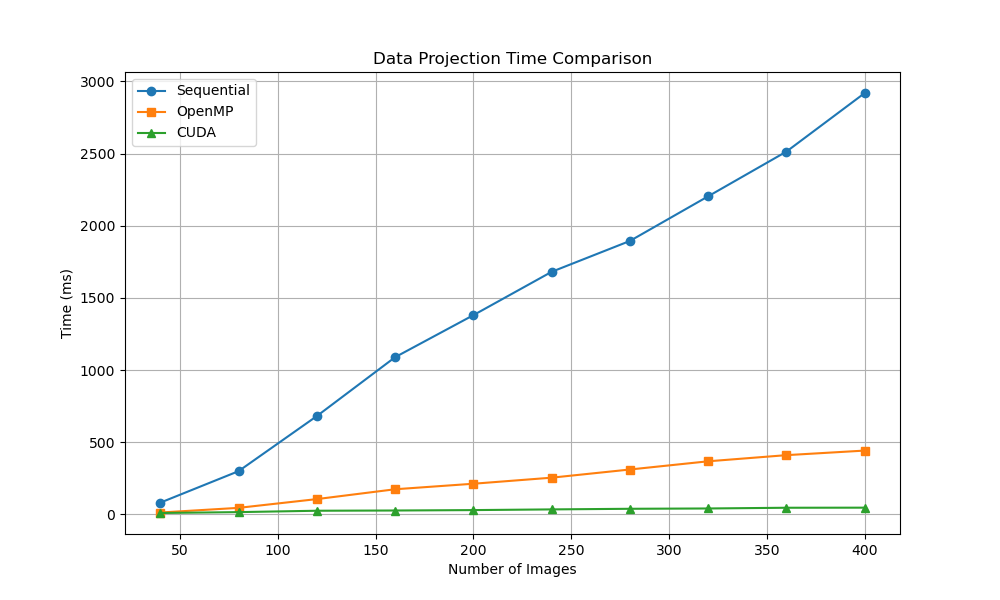 Data Projection Time Comparison
Sequential
OpenMP
CUDA
Time (ms)
3000
2500
2000
1500
1000
500
0
50 100 150 200 250 300 350 400
Number of Images